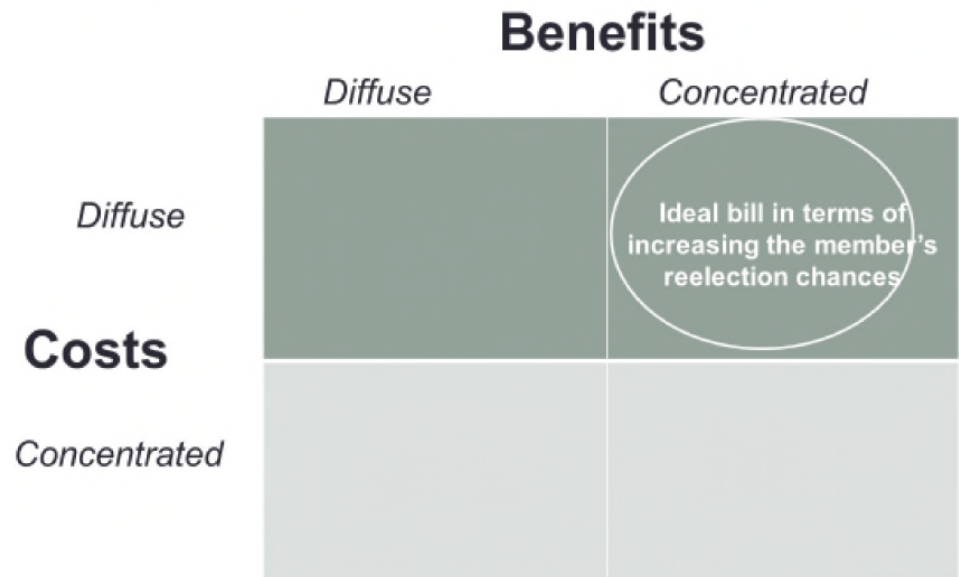 Benefits
Diffuse Concentrated
Diffuse
Ideal bill in terms of
increasing the member's
reelection chances
Costs
Concentrated